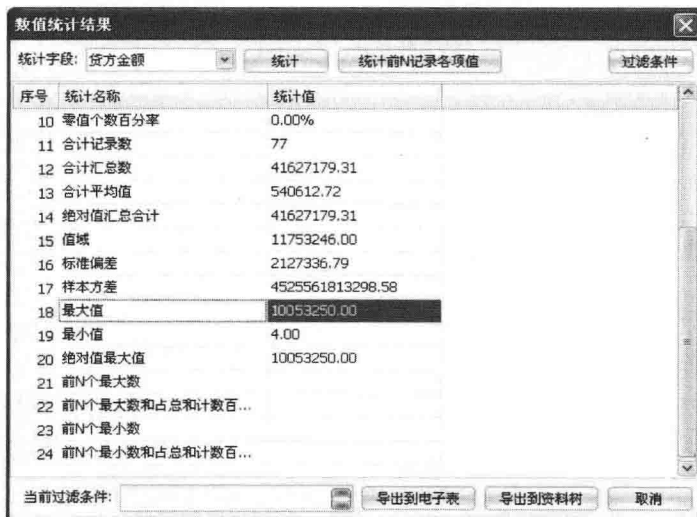 数值统计结果
统计字段: 贷方金额 统计 统计前N记录各项值 过滤条件
序号 统计名称 统计值
10 零值个数百分率 0.00%
11 合计记录数 77
12 合计汇总数 41627179.31
13 合计平均值 540612.72
14 绝对值汇总合计 41627179.31
15 值域 11753246.00
16 标准偏差 2127336.79
17 样本方差 4525561813298.58
18 最大值 10053250.00
19 最小值 4.00
20 绝对值最大值 10053250.00
21 前N个最大数
22 前N个最大数和占总和计数百...
23 前N个最小数
24 前N个最小数和占总和计数百...
当前过滤条件: 导出到电子表 导出到资料树 取消